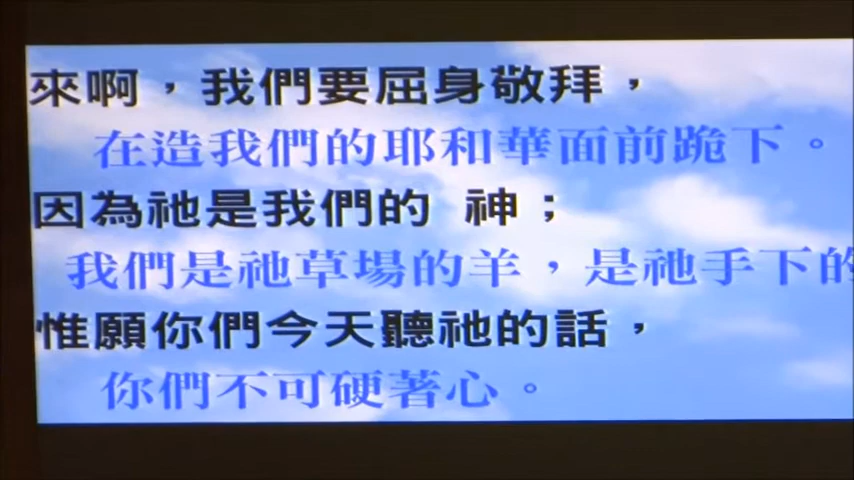 來啊，我們要屈身敬拜，
在造我們的耶和華面前跪下。
因為祂是我們的 神；
我們是祂草場的羊，是祂手下的
惟願你們今天聽祂的話，
你們不可硬著心。